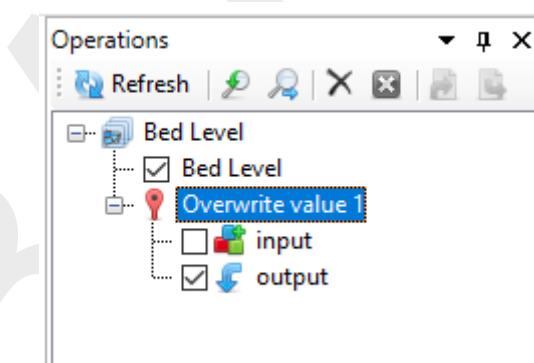 Operations
Refresh
Bed Level
Bed Level
Overwrite value 1
input
output